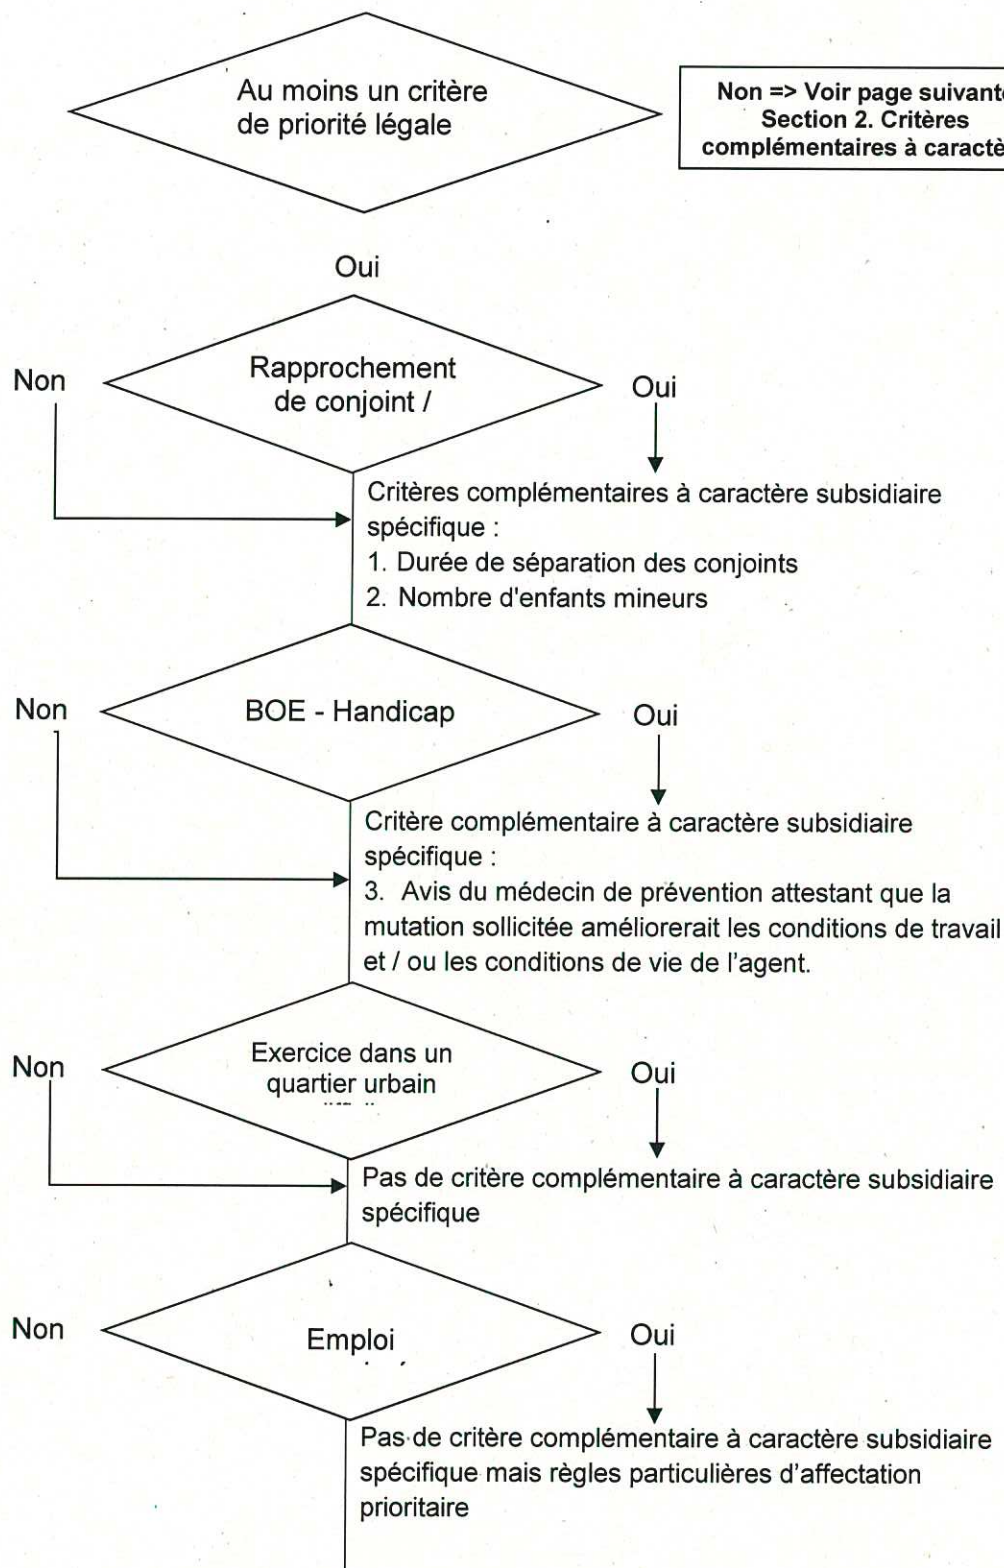 Au moins un critère
de priorité légale
Non => Voir page suivante
Section 2. Critères
complémentaires à caractè
Oui
Rapprochement
de conjoint /
Non
Oui
Critères complémentaires à caractère subsidiaire
spécifique :
1. Durée de séparation des conjoints
2. Nombre d'enfants mineurs
Non
BOE - Handicap
Oui
Critère complémentaire à caractère subsidiaire
spécifique :
3. Avis du médecin de prévention attestant que la
mutation sollicitée améliorerait les conditions de travail
et / ou les conditions de vie de l'agent.
Exercice dans un
quartier urbain
Non
Oui
Pas de critère complémentaire à caractère subsidiaire
spécifique
Non
Emploi
Oui
Pas de critère complémentaire à caractère subsidiaire
spécifique mais règles particulières d'affectation
prioritaire